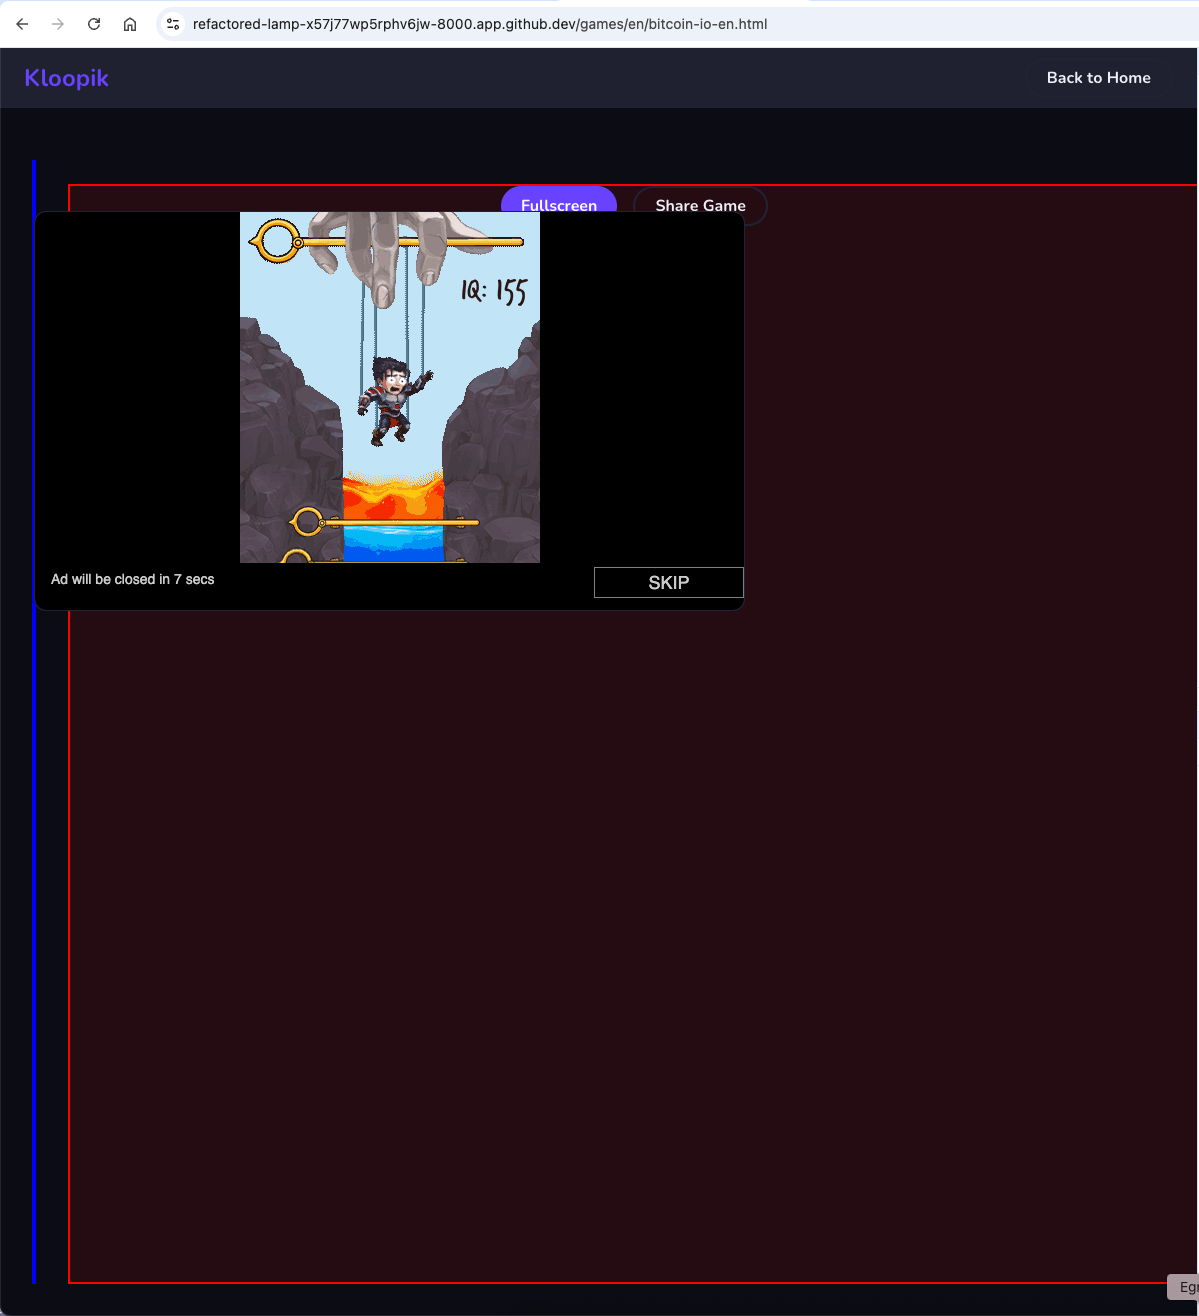 refactored-lamp-x57j77wp5rphv6jw-8000.app.github.dev/games/en/bitcoin-io-en.html
Kloopik
Back to Home
Fullscreen
Share Game
IQ: 155
Ad will be closed in 7 secs
SKIP